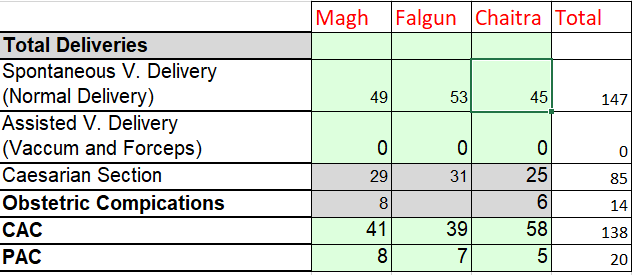 Magh Falgun Chaitra Total
Total Deliveries
Spontaneous V. Delivery
(Normal Delivery) 49 53 45 147
Assisted V. Delivery
(Vaccum and Forceps) 0 0 0 0
Caesarian Section 29 31 25 85
Obstetric Compications 8 6 14
CAC 41 39 58 138
PAC 8 7 5 20